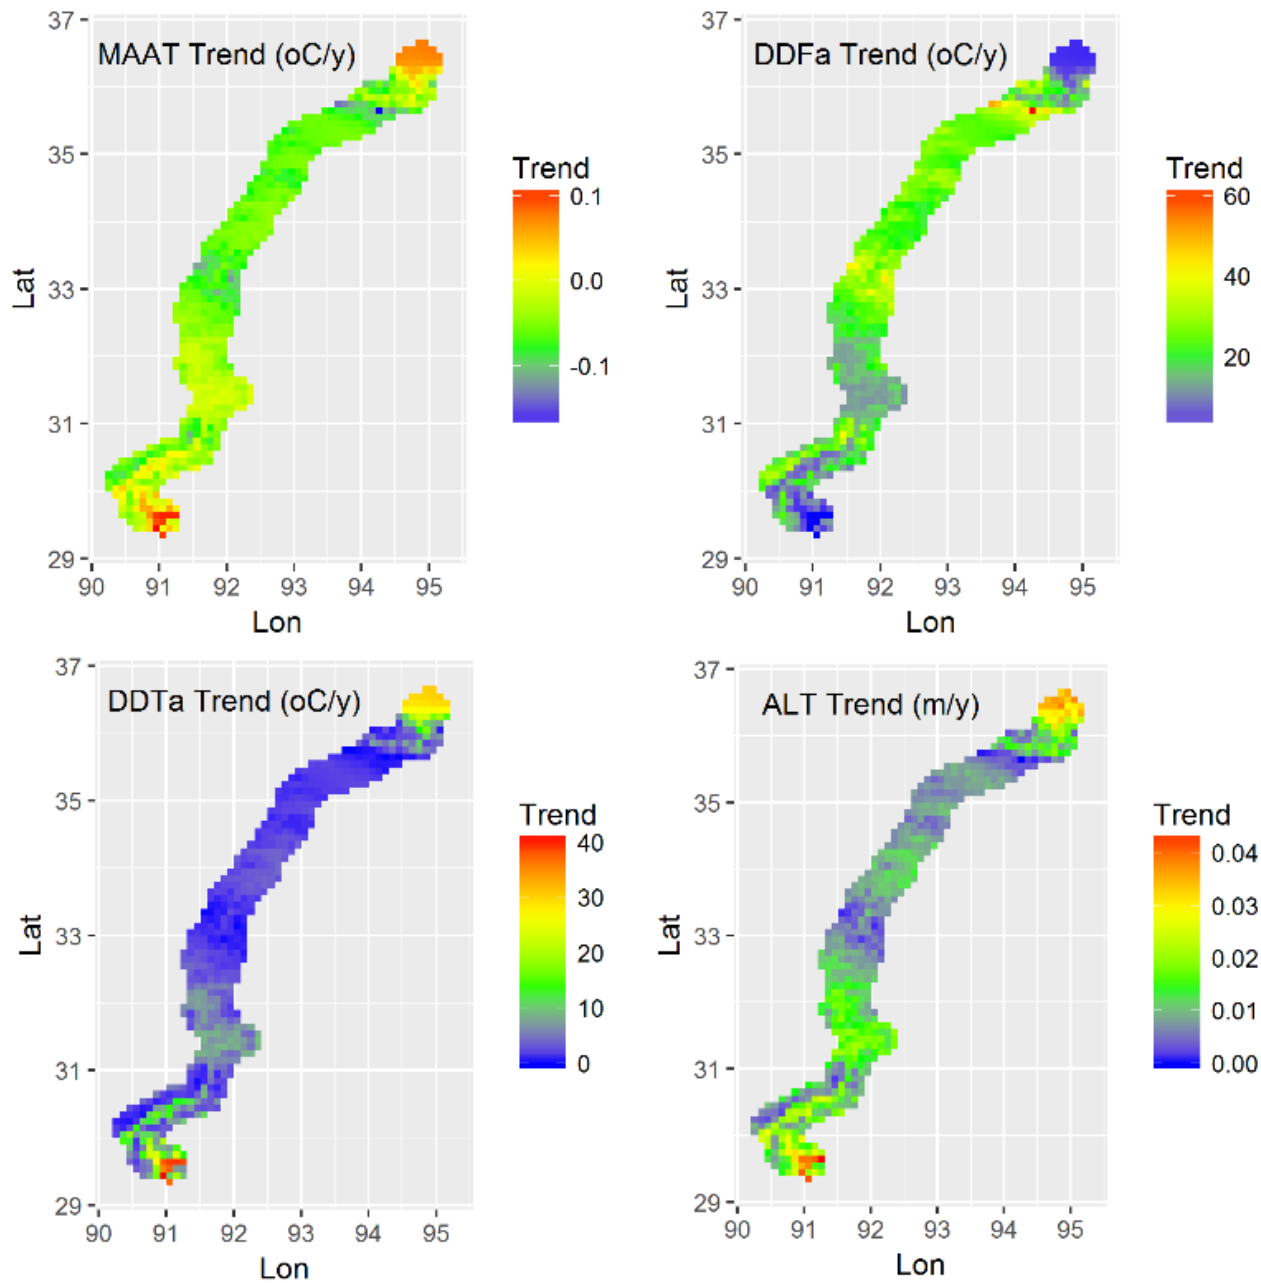 MAAT Trend (oC/y)
37
35
33
31
29
Lat
90 91 92 93 94 95
Lon
Trend
0.1
0.0
-0.1
DDFa Trend (oC/y)
37
35
33
31
29
Lat
90 91 92 93 94 95
Lon
Trend
60
40
20
DDTa Trend (oC/y)
37
35
33
31
29
Lat
90 91 92 93 94 95
Lon
Trend
40
30
20
10
0
ALT Trend (m/y)
37
35
33
31
29
Lat
90 91 92 93 94 95
Lon
Trend
0.04
0.03
0.02
0.01
0.00